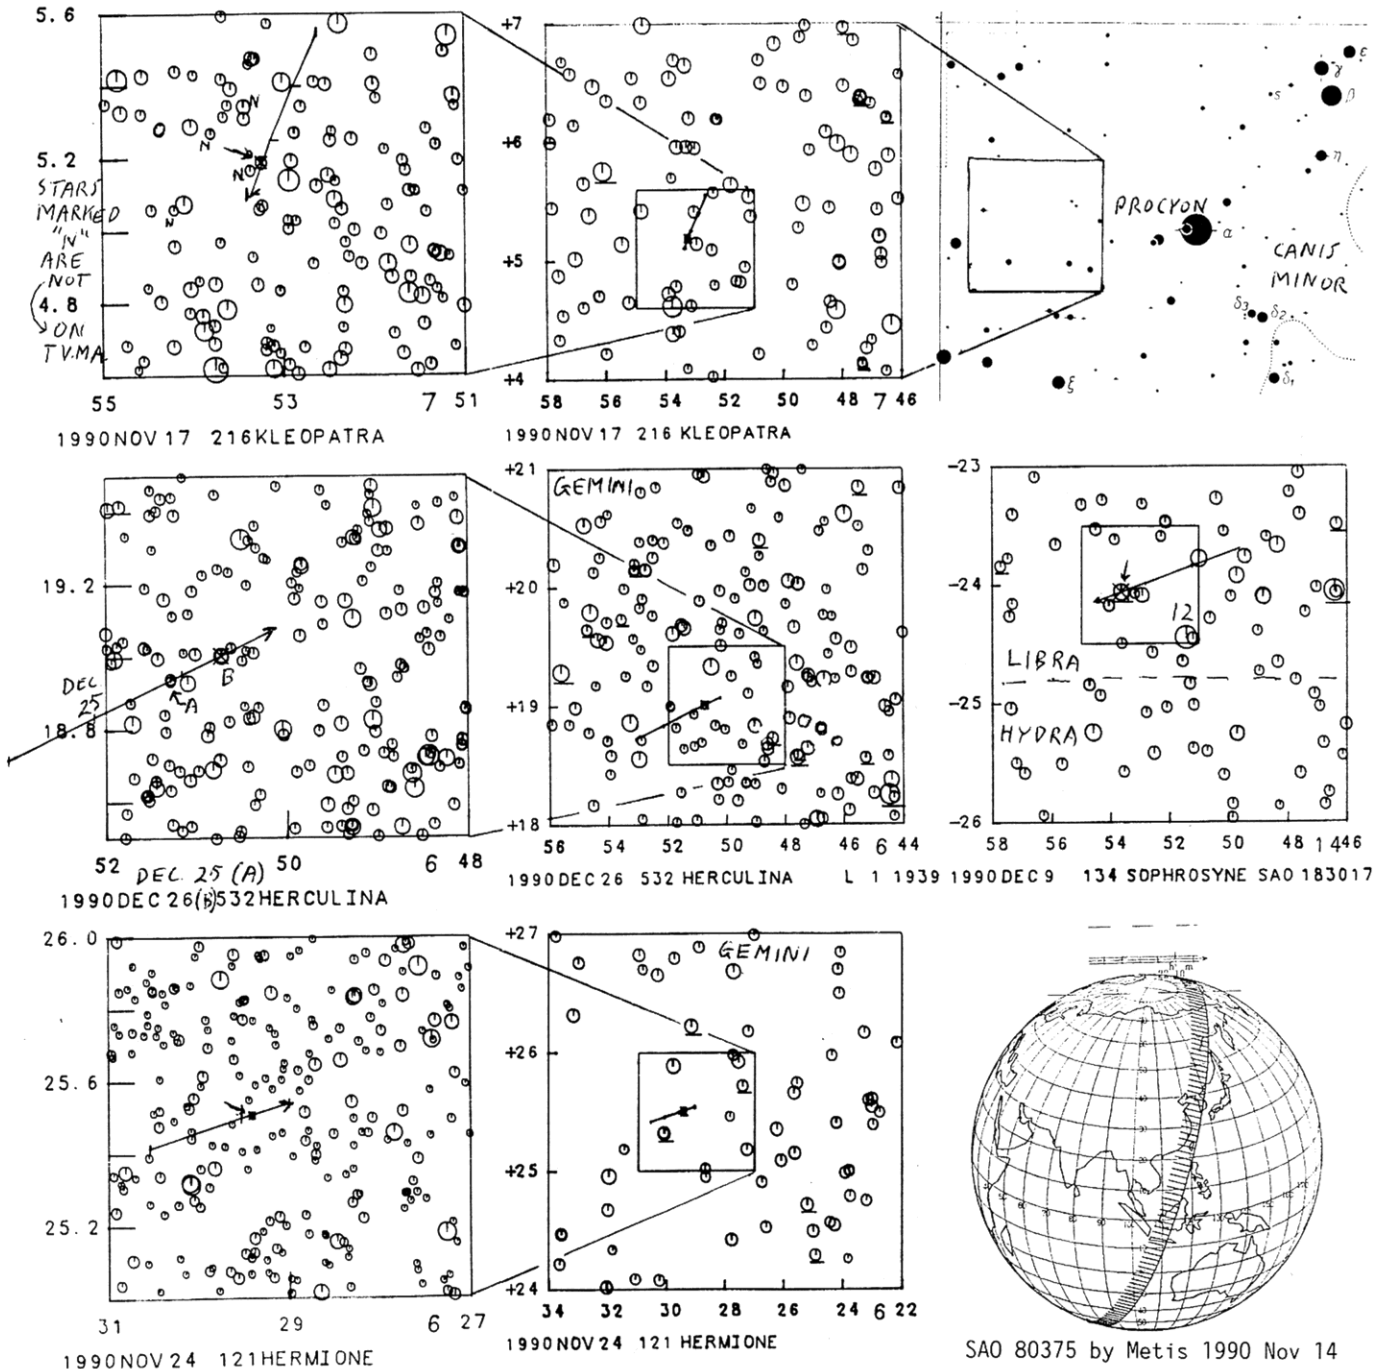 5.6
5.2
4.8
STARS
MARKED
"N"
ARE
NOT
ON
TV.MA
N
N
N
N
55 53 7 51
1990NOV17 216KLEOPATRA
+7
+6
+5
+4
58 56 54 52 50 48 7 46
1990NOV17 216 KLEOPATRA
ε
γ
β
s
η
PROCYON
α
CANIS
MINOR
δ3 δ2
δ1
ξ
19.2
DEC.
25
18.8
A
B
52 50 6 48
DEC. 25 (A)
1990DEC26(B)532HERCULINA
+21
+20
+19
+18
GEMINI
56 54 52 50 48 46 6 44
1990DEC26 532 HERCULINA
-23
-24
-25
-26
12
LIBRA
HYDRA
58 56 54 52 50 48 1446
L 1 1939 1990DEC9 134 SOPHROSYNE SAO 183017
26.0
25.6
25.2
31 29 6 27
1990NOV24 121HERMIONE
+27
+26
+25
+24
GEMINI
34 32 30 28 26 24 6 22
1990NOV24 121 HERMIONE
SAO 80375 by Metis 1990 Nov 14